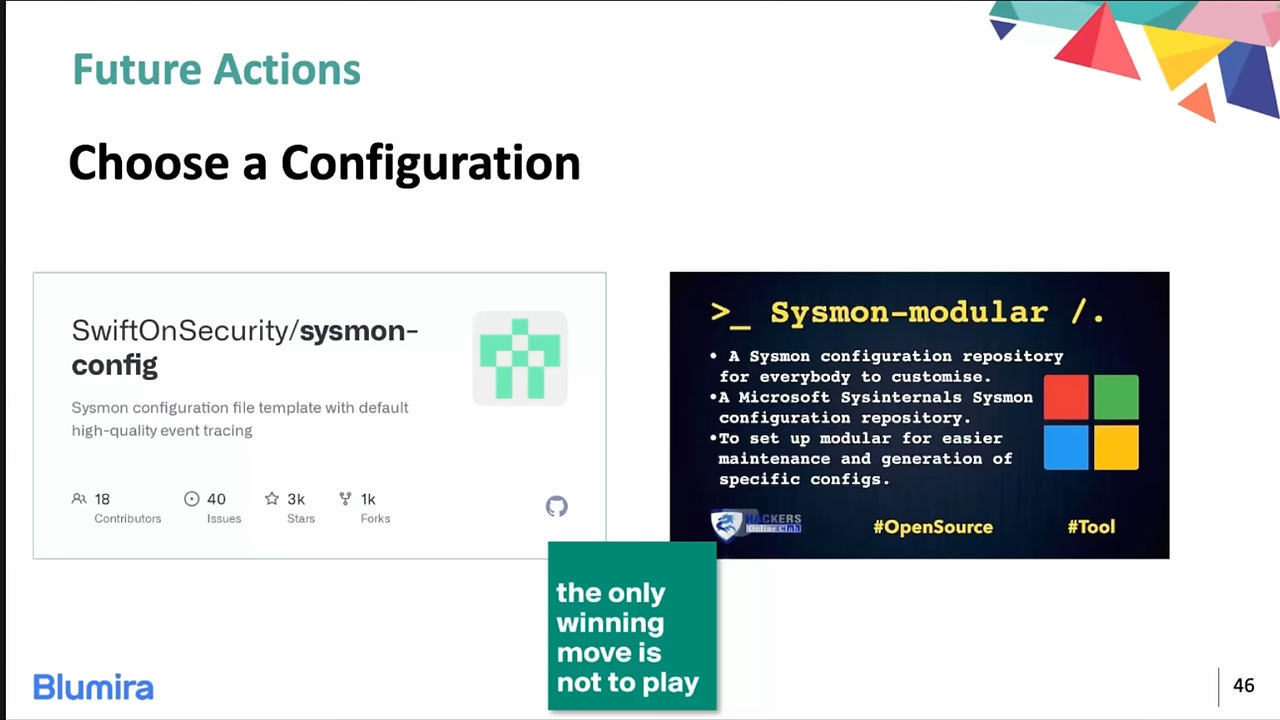 Future Actions
Choose a Configuration
SwiftOnSecurity/sysmon-
config
Sysmon configuration file template with default
high-quality event tracing
18
Contributors
40
Issues
3k
Stars
1k
Forks
>_ Sysmon-modular /.
• A Sysmon configuration repository
for everybody to customise.
•A Microsoft Sysinternals Sysmon
configuration repository.
•To set up modular for easier
maintenance and generation of
specific configs.
HACKERS
Online Club
#OpenSource
#Tool
the only
winning
move is
not to play
Blumira
46